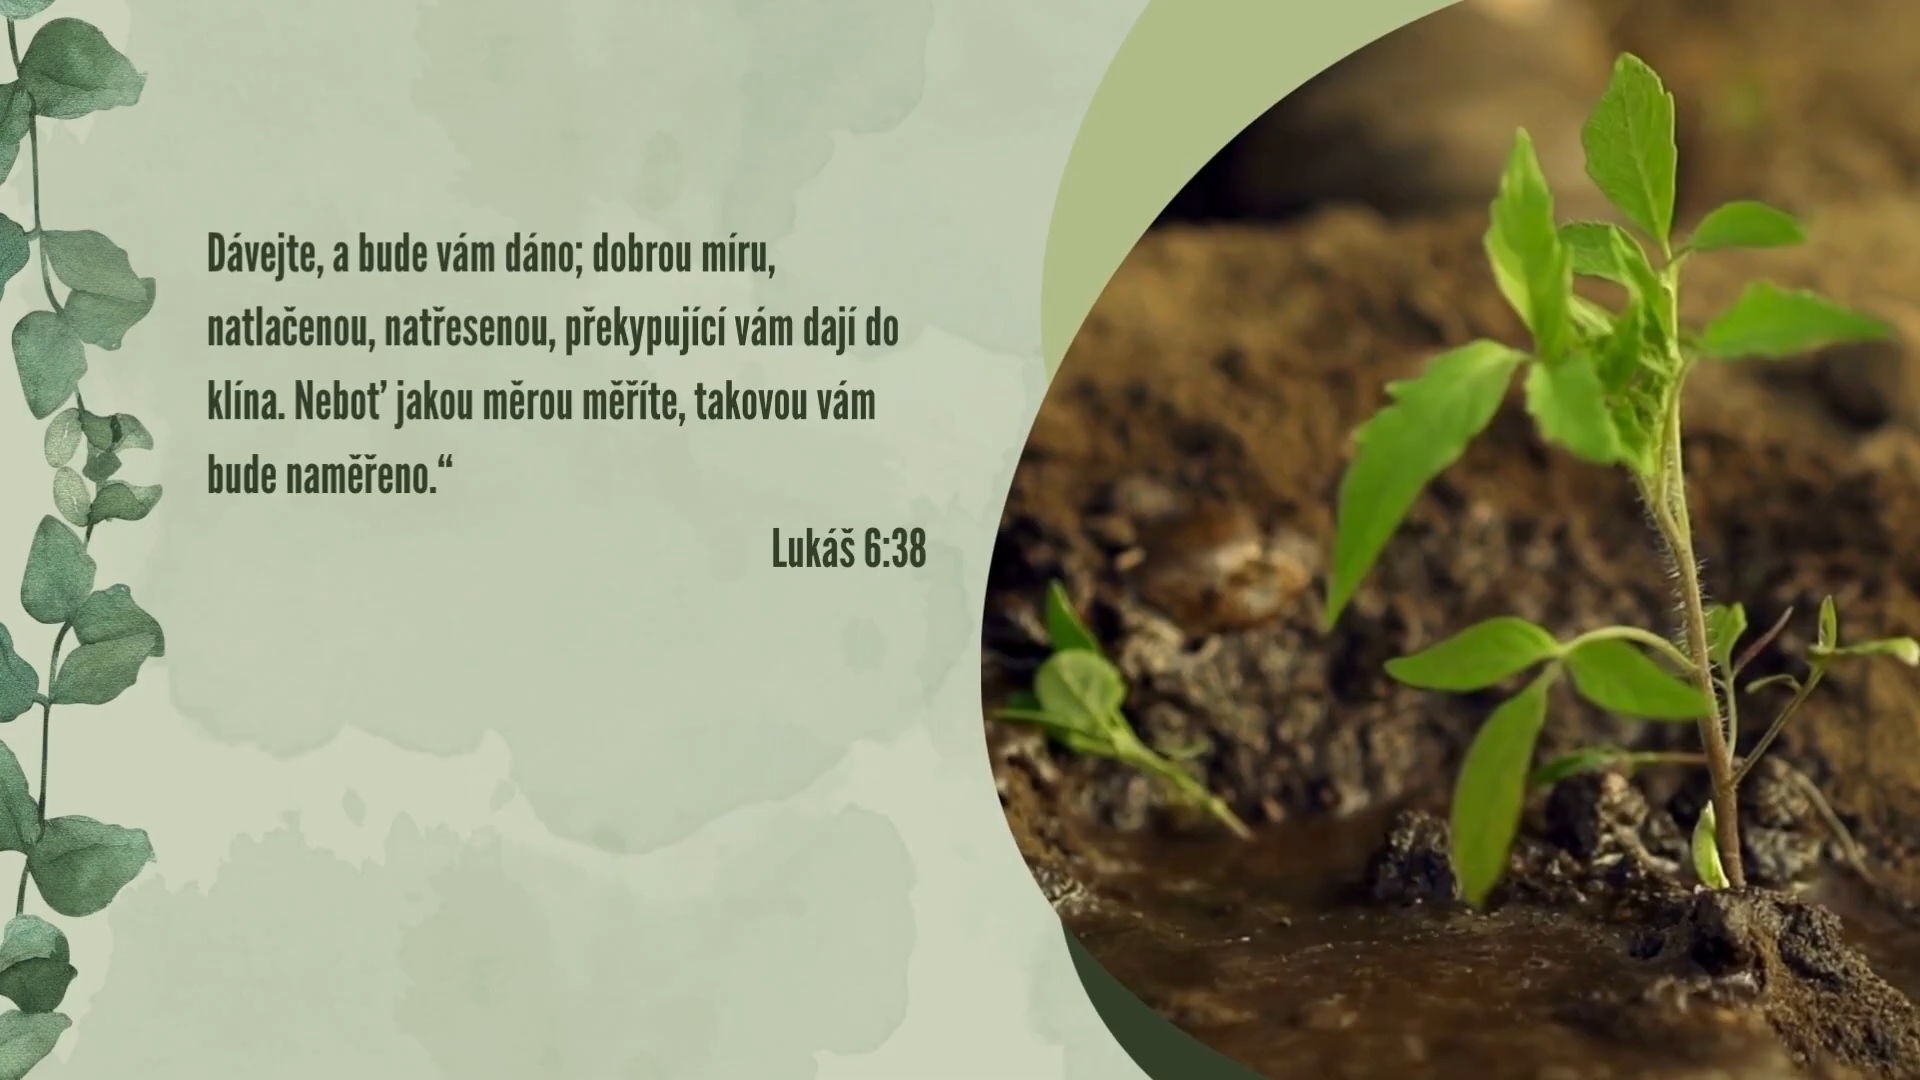 Dávejte, a bude vám dáno; dobrou míru,
natlačenou, natřesenou, překypující vám dají do
klína. Neboť jakou měrou měříte, takovou vám
bude naměřeno.“
Lukáš 6:38